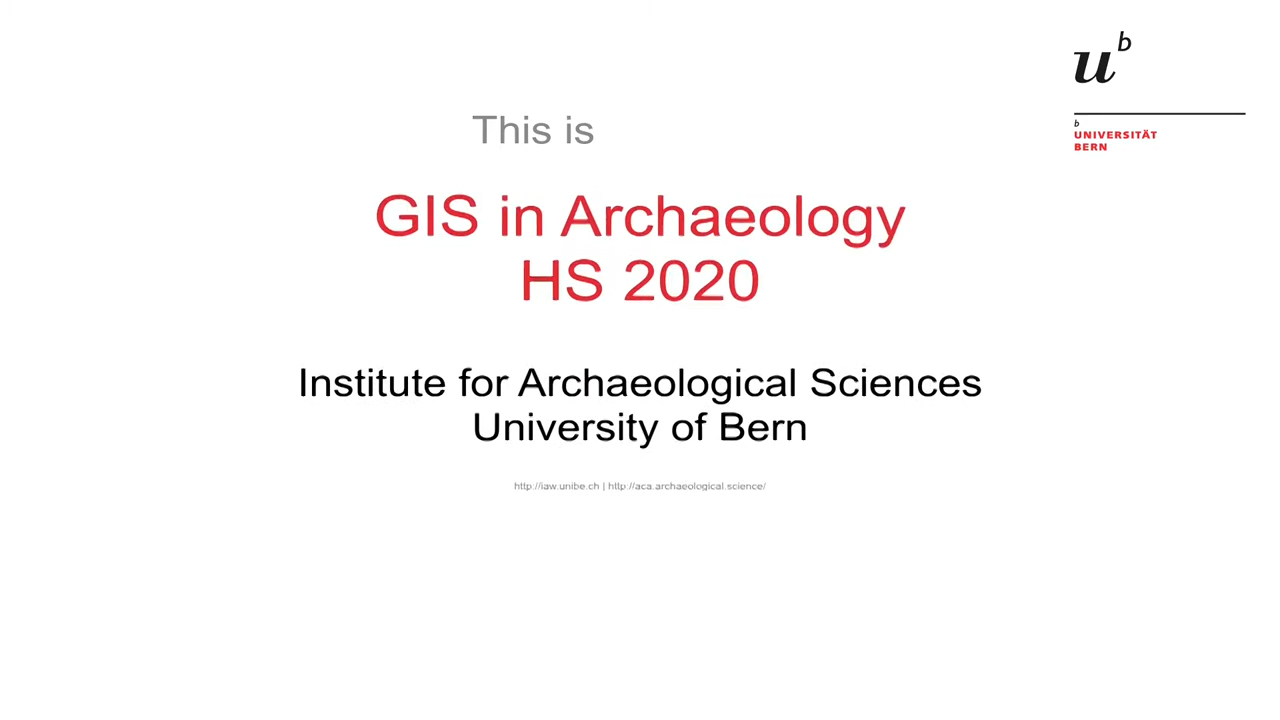 u b
b
UNIVERSITÄT
BERN
This is
GIS in Archaeology
HS 2020
Institute for Archaeological Sciences
University of Bern
http://iaw.unibe.ch | http://aca.archaeological.science/